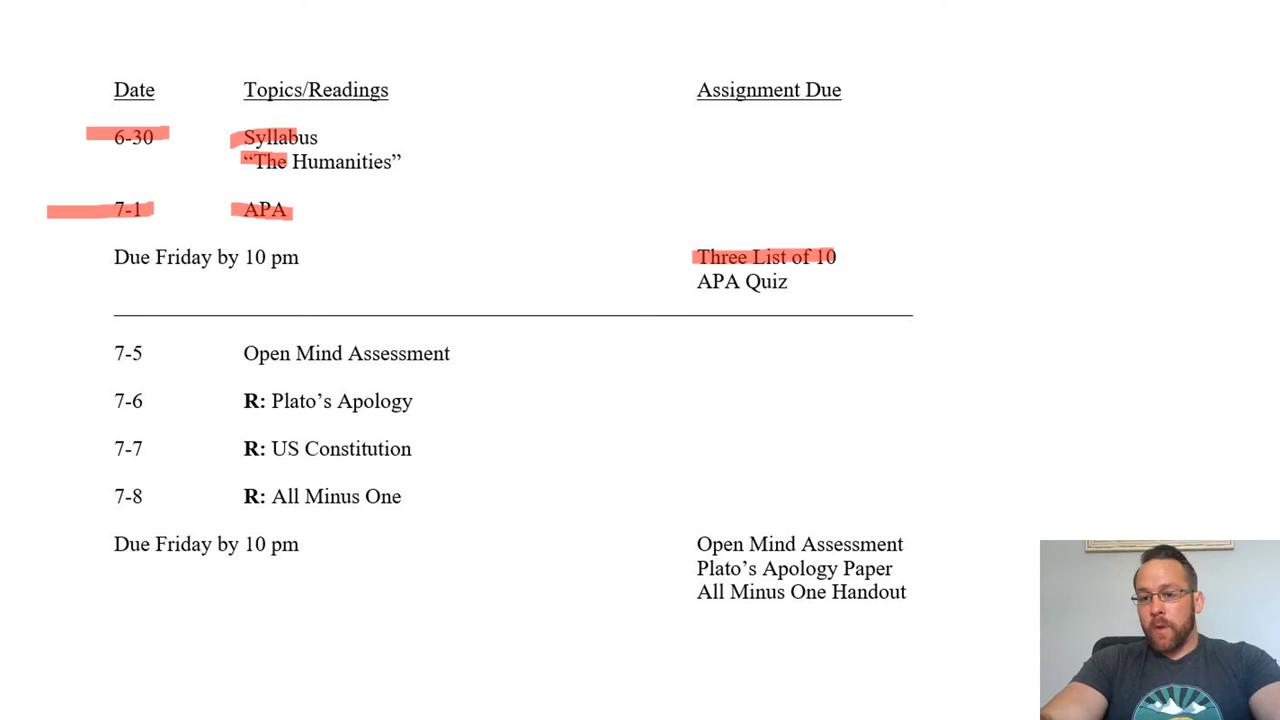 Date Topics/Readings Assignment Due
6-30 Syllabus
“The Humanities”
7-1 APA
Due Friday by 10 pm Three List of 10
APA Quiz
7-5 Open Mind Assessment
7-6 R: Plato’s Apology
7-7 R: US Constitution
7-8 R: All Minus One
Due Friday by 10 pm Open Mind Assessment
Plato’s Apology Paper
All Minus One Handout